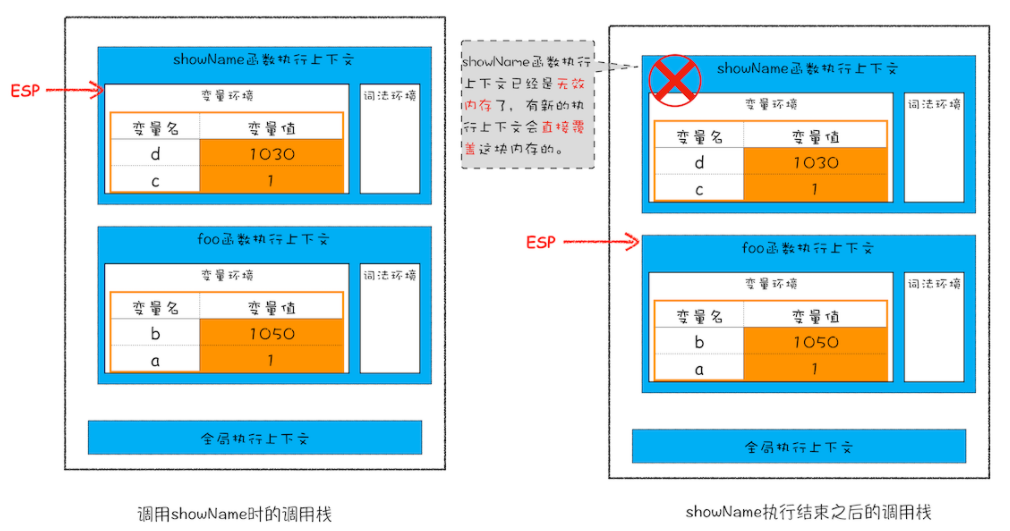 showName函数执行上下文
ESP
变量环境
词法环境
变量名 变量值
d 1030
c 1
foo函数执行上下文
变量环境
词法环境
变量名 变量值
b 1050
a 1
全局执行上下文
调用showName时的调用栈
showName函数执行
上下文已经是无效
内存了，有新的执
行上下文会直接覆
盖这块内存的。
showName函数执行上下文
变量环境
词法环境
变量名 变量值
d 1030
c 1
ESP
foo函数执行上下文
变量环境
词法环境
变量名 变量值
b 1050
a 1
全局执行上下文
showName执行结束之后的调用栈